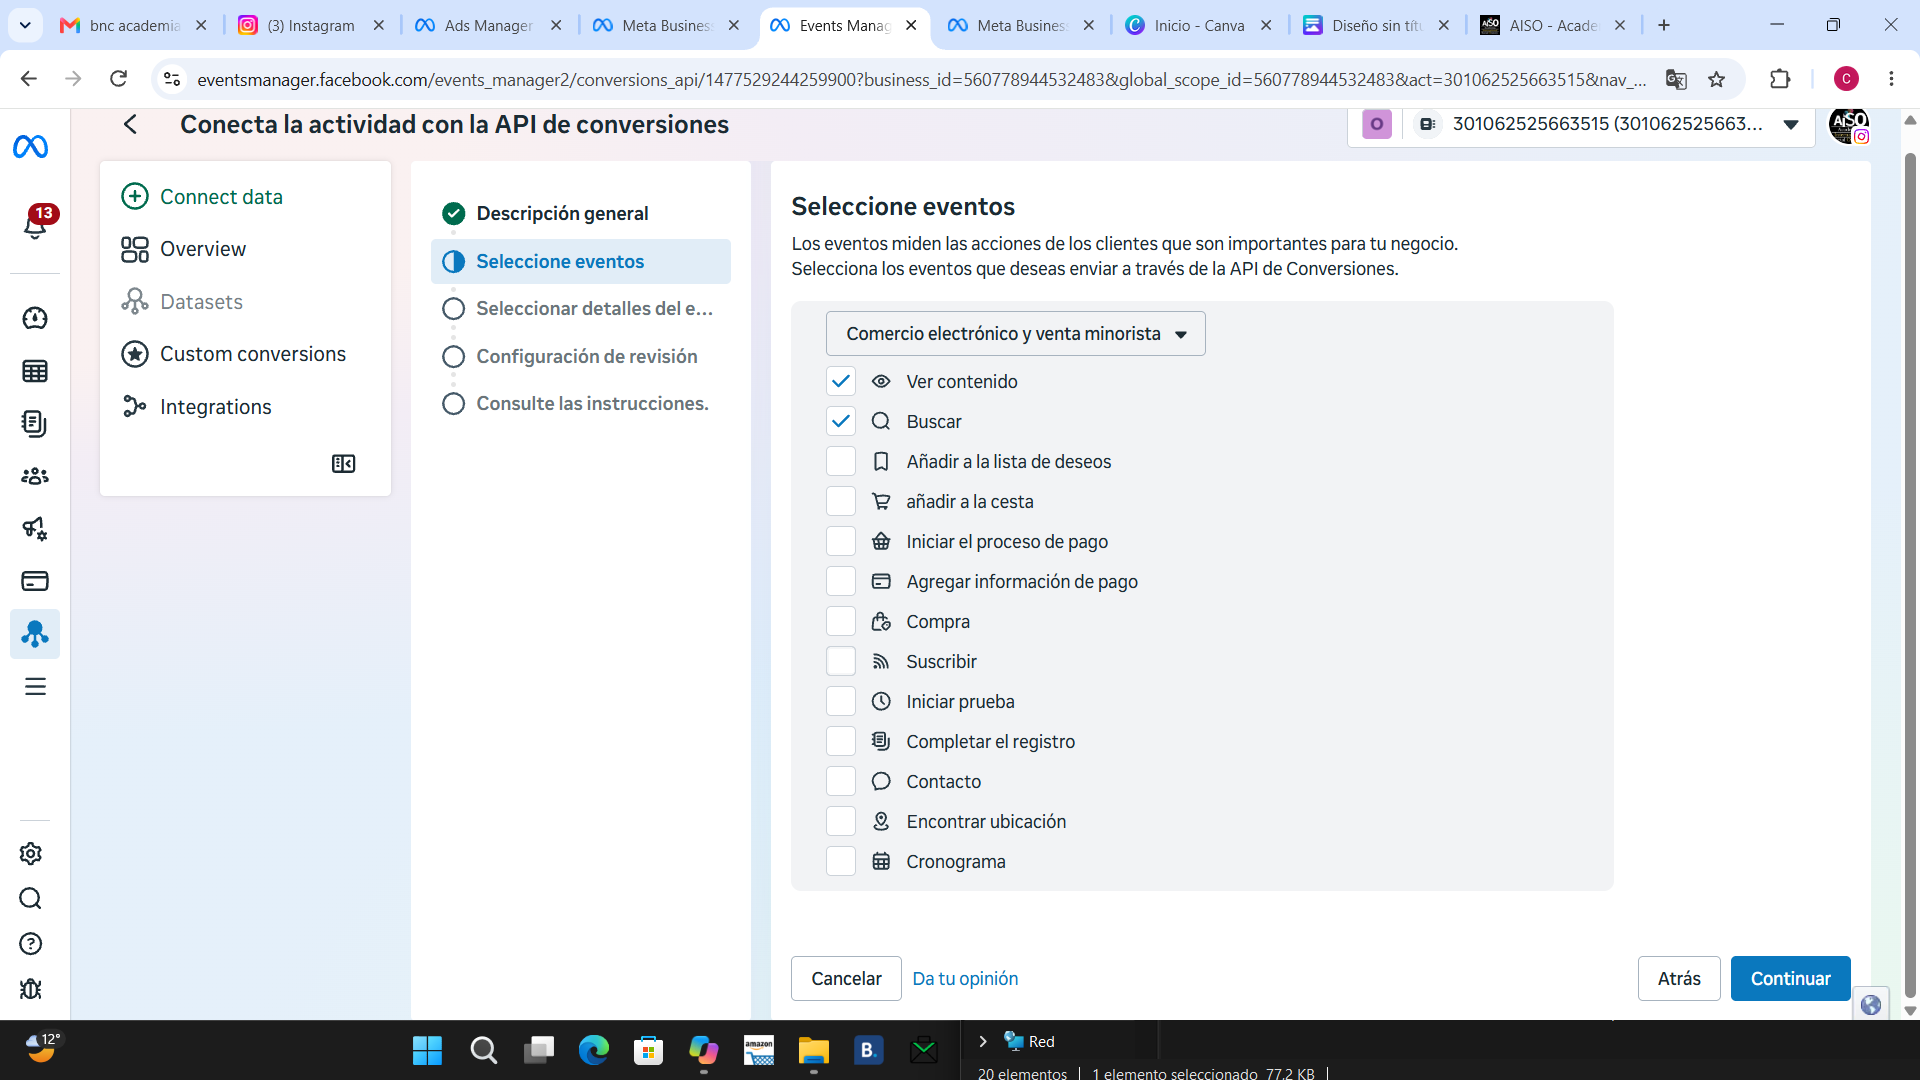 bnc academia
(3) Instagram
Ads Manager
Meta Business
Events Manag
Meta Business
Inicio - Canva
Diseño sin títu
AISO - Acade
eventsmanager.facebook.com/events_manager2/conversions_api/1477529244259900?business_id=560778944532483&global_scope_id=560778944532483&act=301062525663515&nav_...
C
Conecta la actividad con la API de conversiones
O
301062525663515 (301062525663...
AISO
13
Connect data
Overview
Datasets
Custom conversions
Integrations
Descripción general
Seleccione eventos
Seleccionar detalles del e...
Configuración de revisión
Consulte las instrucciones.
Seleccione eventos
Los eventos miden las acciones de los clientes que son importantes para tu negocio.
Selecciona los eventos que deseas enviar a través de la API de Conversiones.
Comercio electrónico y venta minorista
Ver contenido
Buscar
Añadir a la lista de deseos
añadir a la cesta
Iniciar el proceso de pago
Agregar información de pago
Compra
Suscribir
Iniciar prueba
Completar el registro
Contacto
Encontrar ubicación
Cronograma
Cancelar
Da tu opinión
Atrás
Continuar
12°
amazon
B.
Red
20 elementos
1 elemento seleccionado 77.2 KB